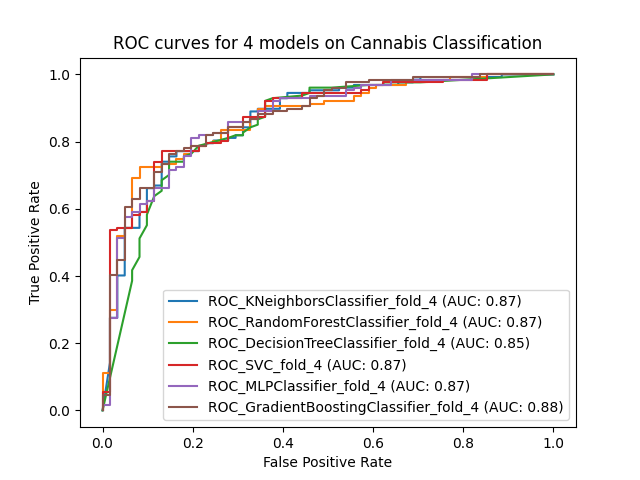 ROC curves for 4 models on Cannabis Classification
True Positive Rate
1.0
0.8
0.6
0.4
0.2
0.0
ROC_KNeighborsClassifier_fold_4 (AUC: 0.87)
ROC_RandomForestClassifier_fold_4 (AUC: 0.87)
ROC_DecisionTreeClassifier_fold_4 (AUC: 0.85)
ROC_SVC_fold_4 (AUC: 0.87)
ROC_MLPClassifier_fold_4 (AUC: 0.87)
ROC_GradientBoostingClassifier_fold_4 (AUC: 0.88)
0.0 0.2 0.4 0.6 0.8 1.0
False Positive Rate